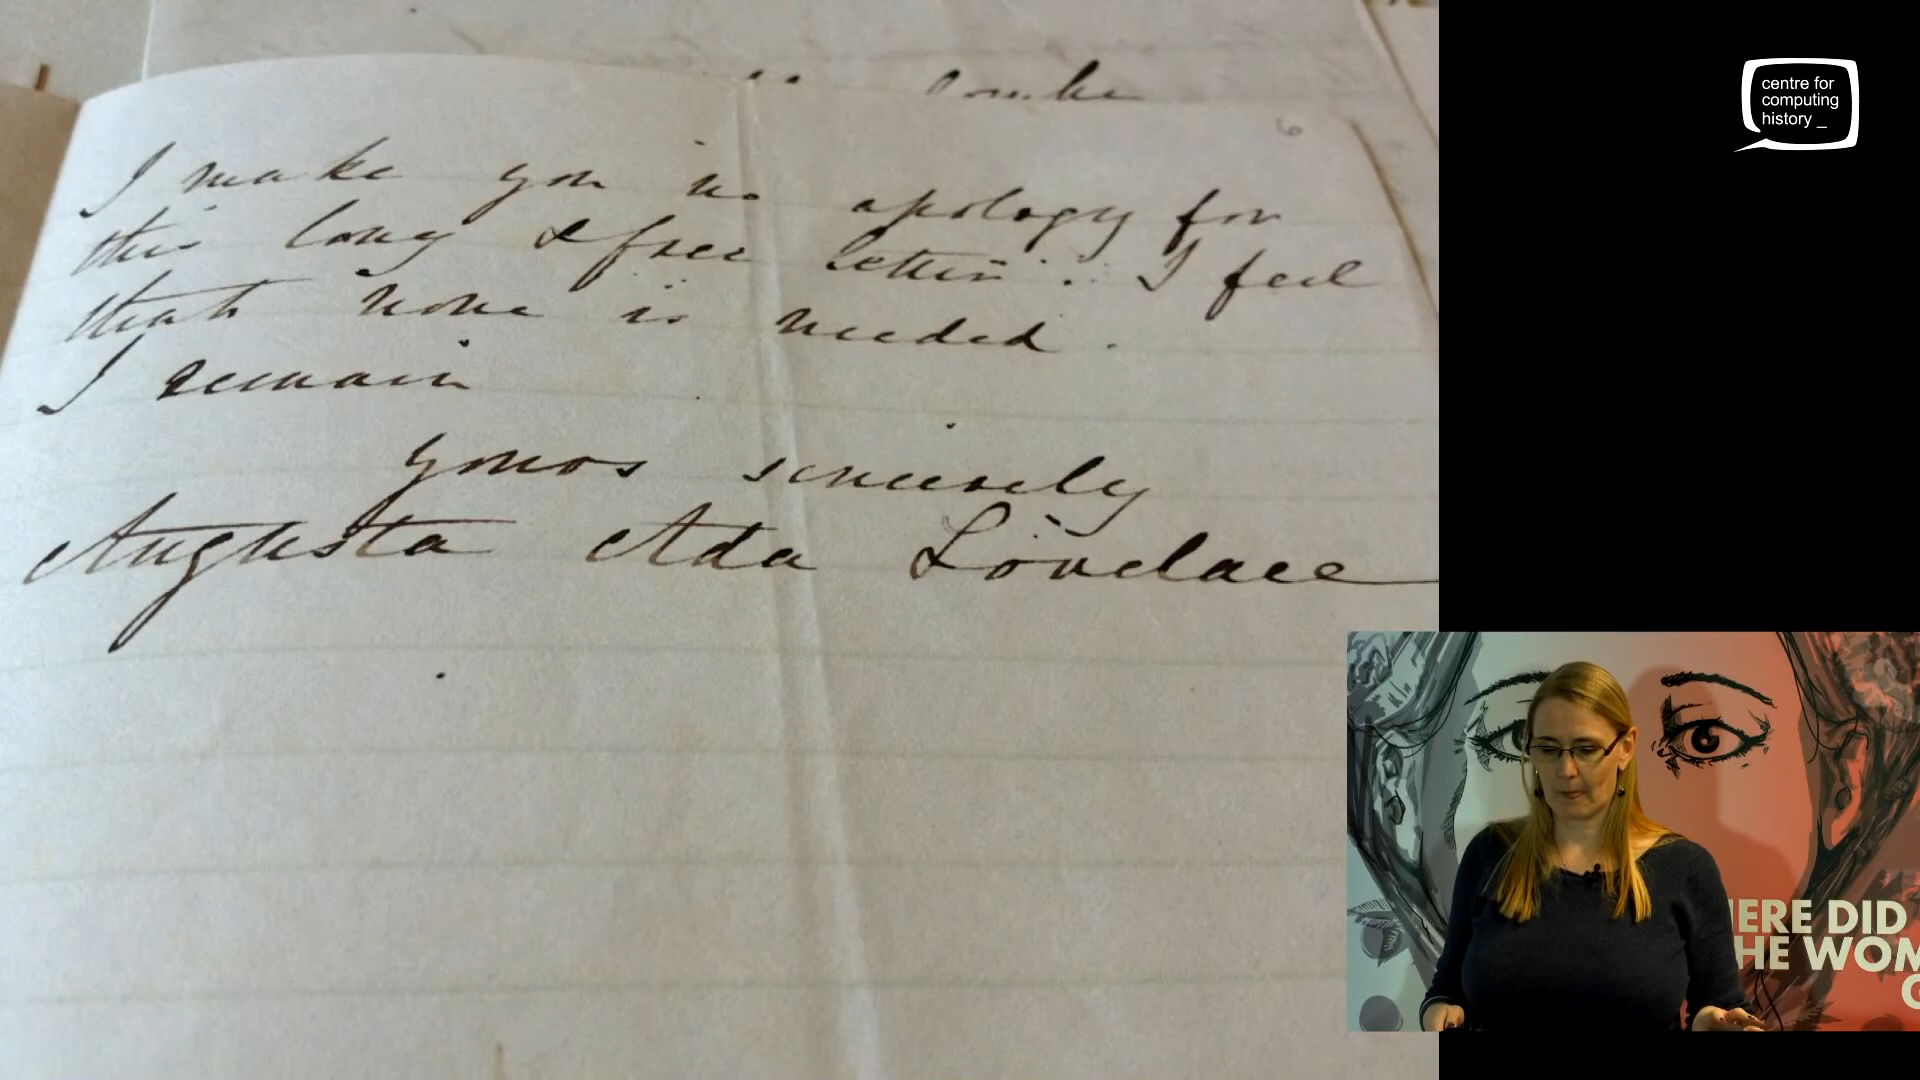 6
I make you no apology for
this long & free letter. I feel
that none is needed.
I remain
yours sincerely
Augusta Ada Lovelace
centre for
computing
history _
ERE DID
HE WOM